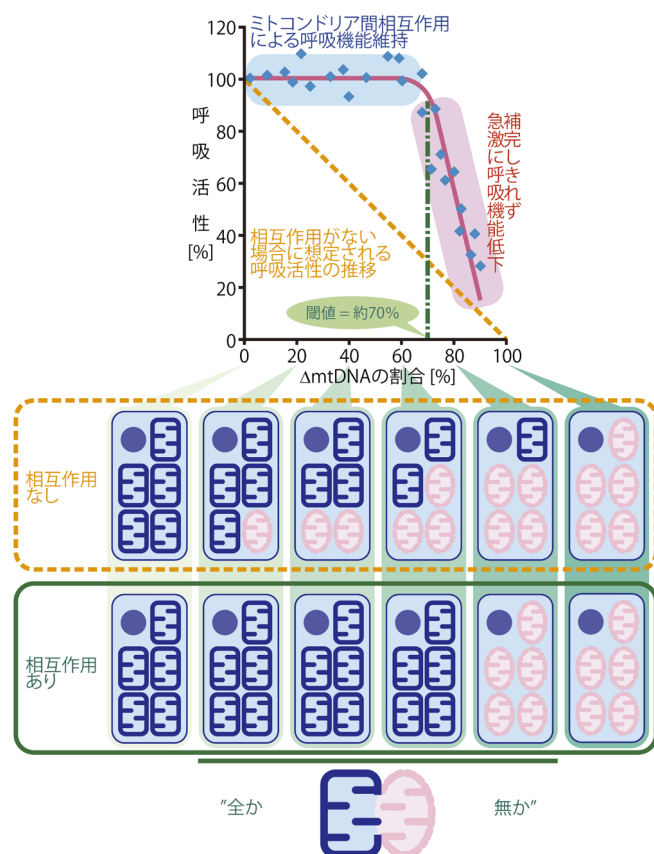 ミトコンドリア間相互作用
による呼吸機能維持
120
100
80
60
40
20
0
呼吸活性
[%]
補完しきれず
急激に呼吸機能低下
相互作用がない
場合に想定される
呼吸活性の推移
閾値 = 約70%
0
20
40
60
80
100
ΔmtDNAの割合 [%]
相互作用
なし
相互作用
あり
"全か
無か"